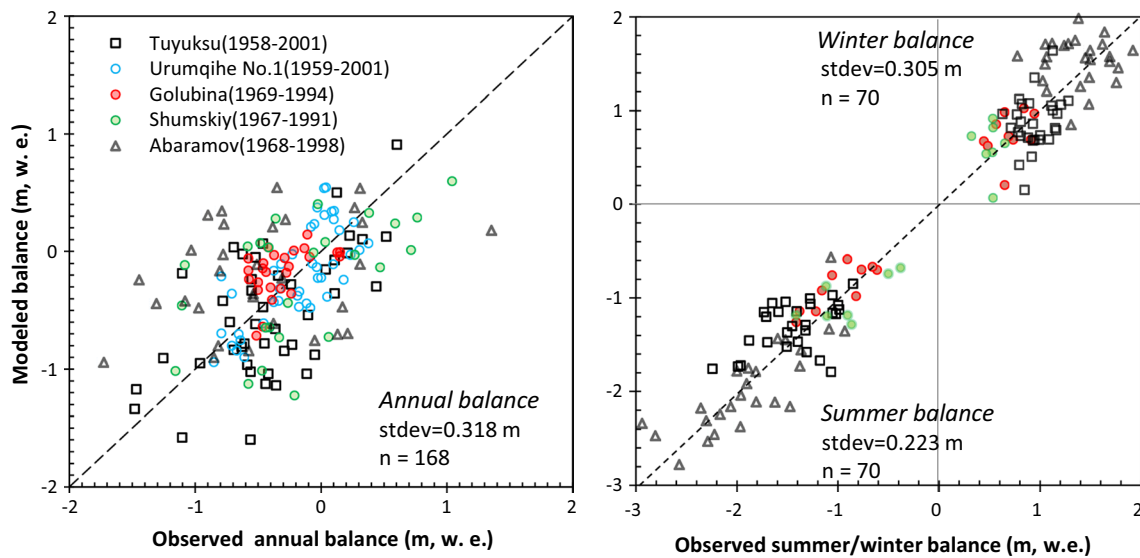 Modeled balance (m, w. e.)
2
1
0
-1
-2
Tuyuksu(1958-2001)
Urumqihe No.1(1959-2001)
Golubina(1969-1994)
Shumskiy(1967-1991)
Abaramov(1968-1998)
Annual balance
stdev=0.318 m
n = 168
-2 -1 0 1 2
Observed annual balance (m, w. e.)
2
1
0
-1
-2
-3
Winter balance
stdev=0.305 m
n = 70
Summer balance
stdev=0.223 m
n = 70
-3 -2 -1 0 1 2
Observed summer/winter balance (m, w.e.)